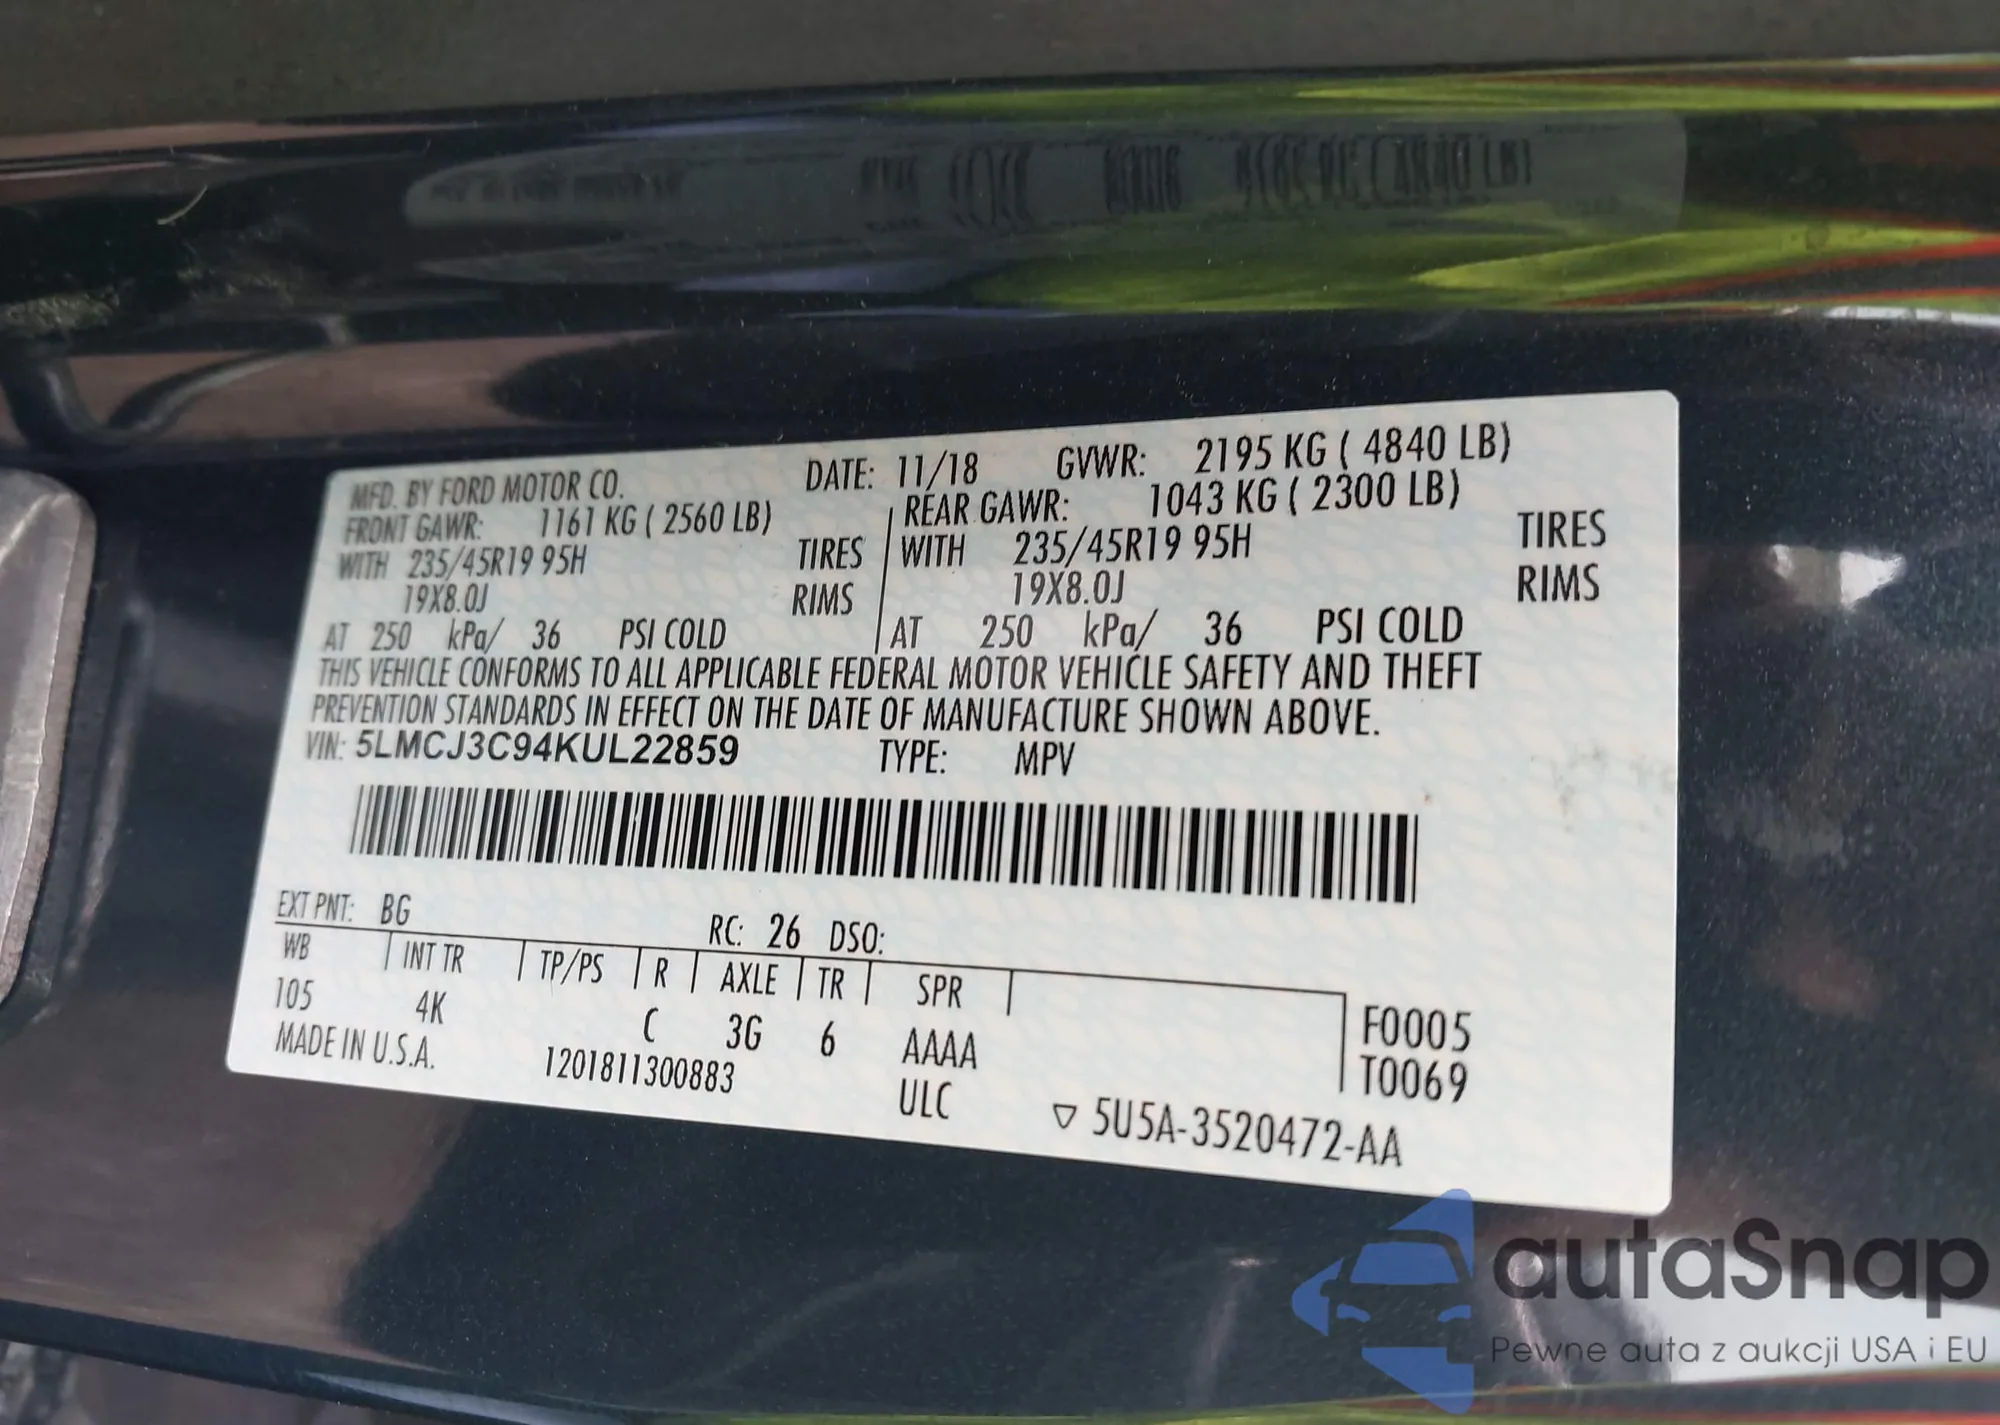 MFD. BY FORD MOTOR CO. DATE: 11/18 GVWR: 2195 KG ( 4840 LB)
FRONT GAWR: 1161 KG ( 2560 LB) REAR GAWR: 1043 KG ( 2300 LB)
WITH 235/45R19 95H TIRES WITH 235/45R19 95H TIRES
19X8.0J RIMS 19X8.0J RIMS
AT 250 kPa/ 36 PSI COLD AT 250 kPa/ 36 PSI COLD
THIS VEHICLE CONFORMS TO ALL APPLICABLE FEDERAL MOTOR VEHICLE SAFETY AND THEFT
PREVENTION STANDARDS IN EFFECT ON THE DATE OF MANUFACTURE SHOWN ABOVE.
VIN: 5LMCJ3C94KUL22859 TYPE: MPV
EXT PNT: BG RC: 26 DSO:
WB INT TR TP/PS R AXLE TR SPR
105 4K C 3G 6 AAAA F0005
MADE IN U.S.A. 1201811300883 ULC T0069
▽ 5U5A-3520472-AA
4840 LB)
autaSnap
Pewne auta z aukcji USA i EU